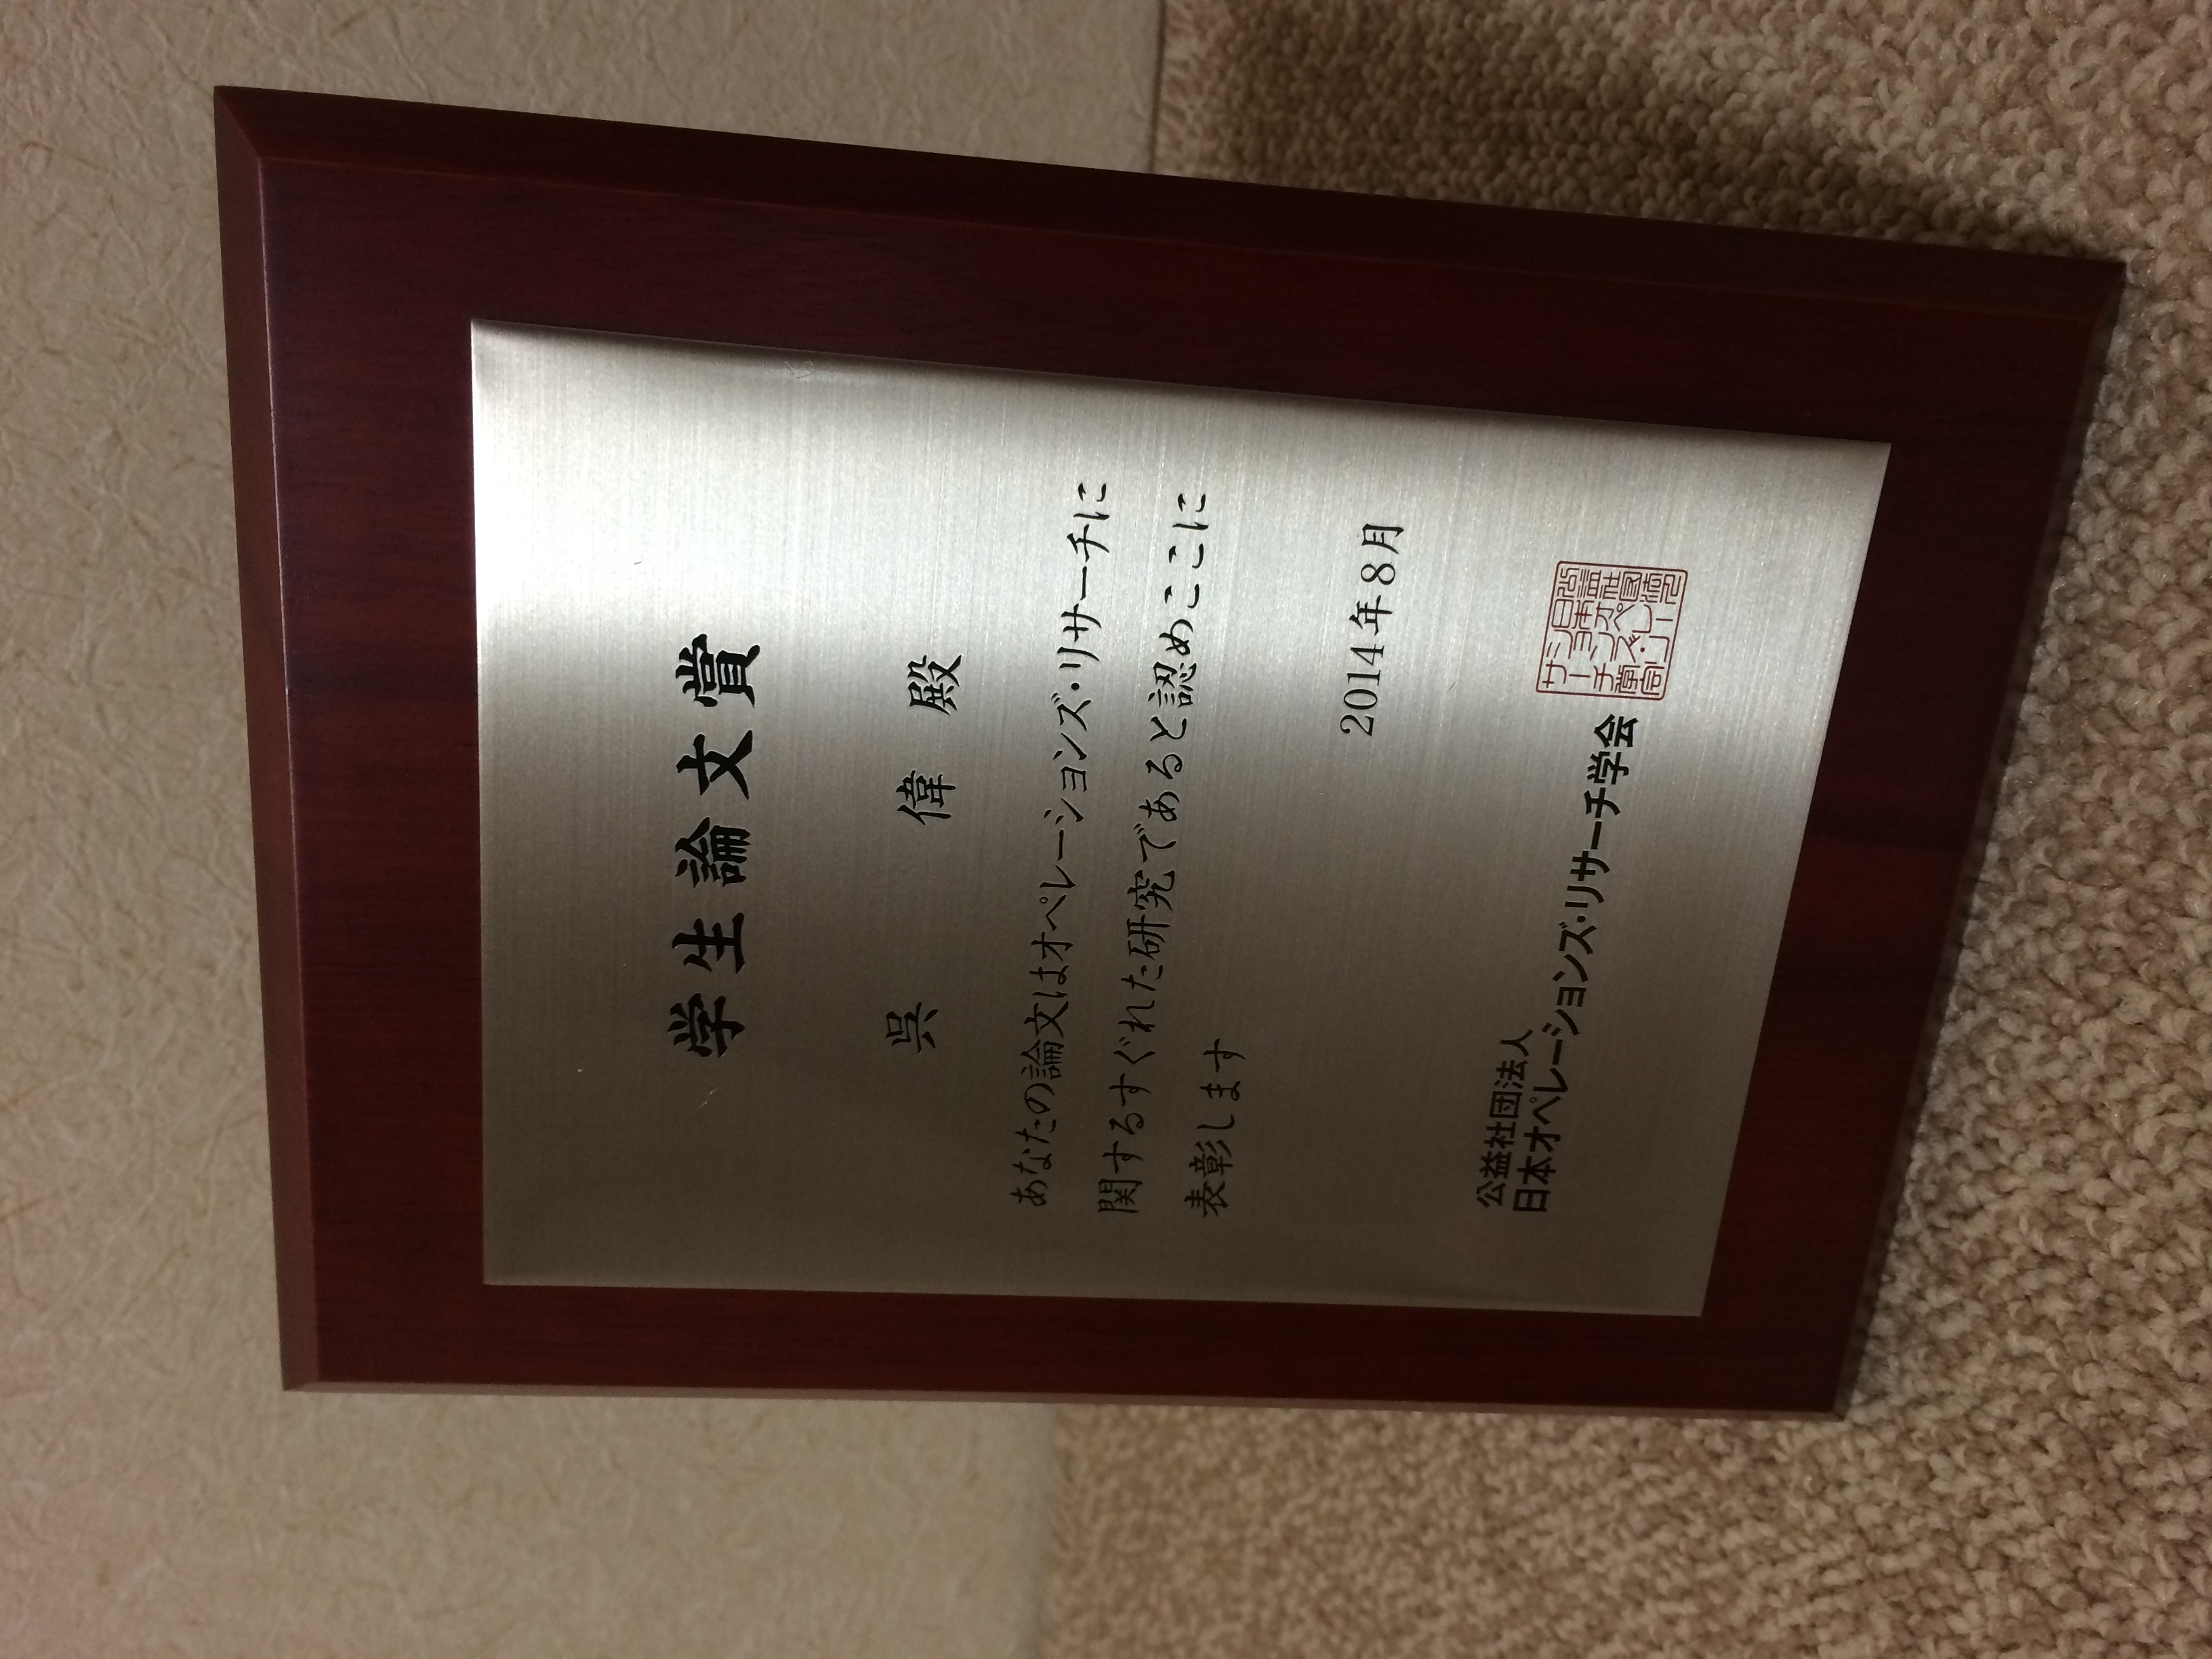 学生論文賞
呉 偉 殿
あなたの論文はオペレーションズ・リサーチに
関するすぐれた研究であると認めここに
表彰します
2014年8月
公益社団法人
日本オペレーションズ・リサーチ学会